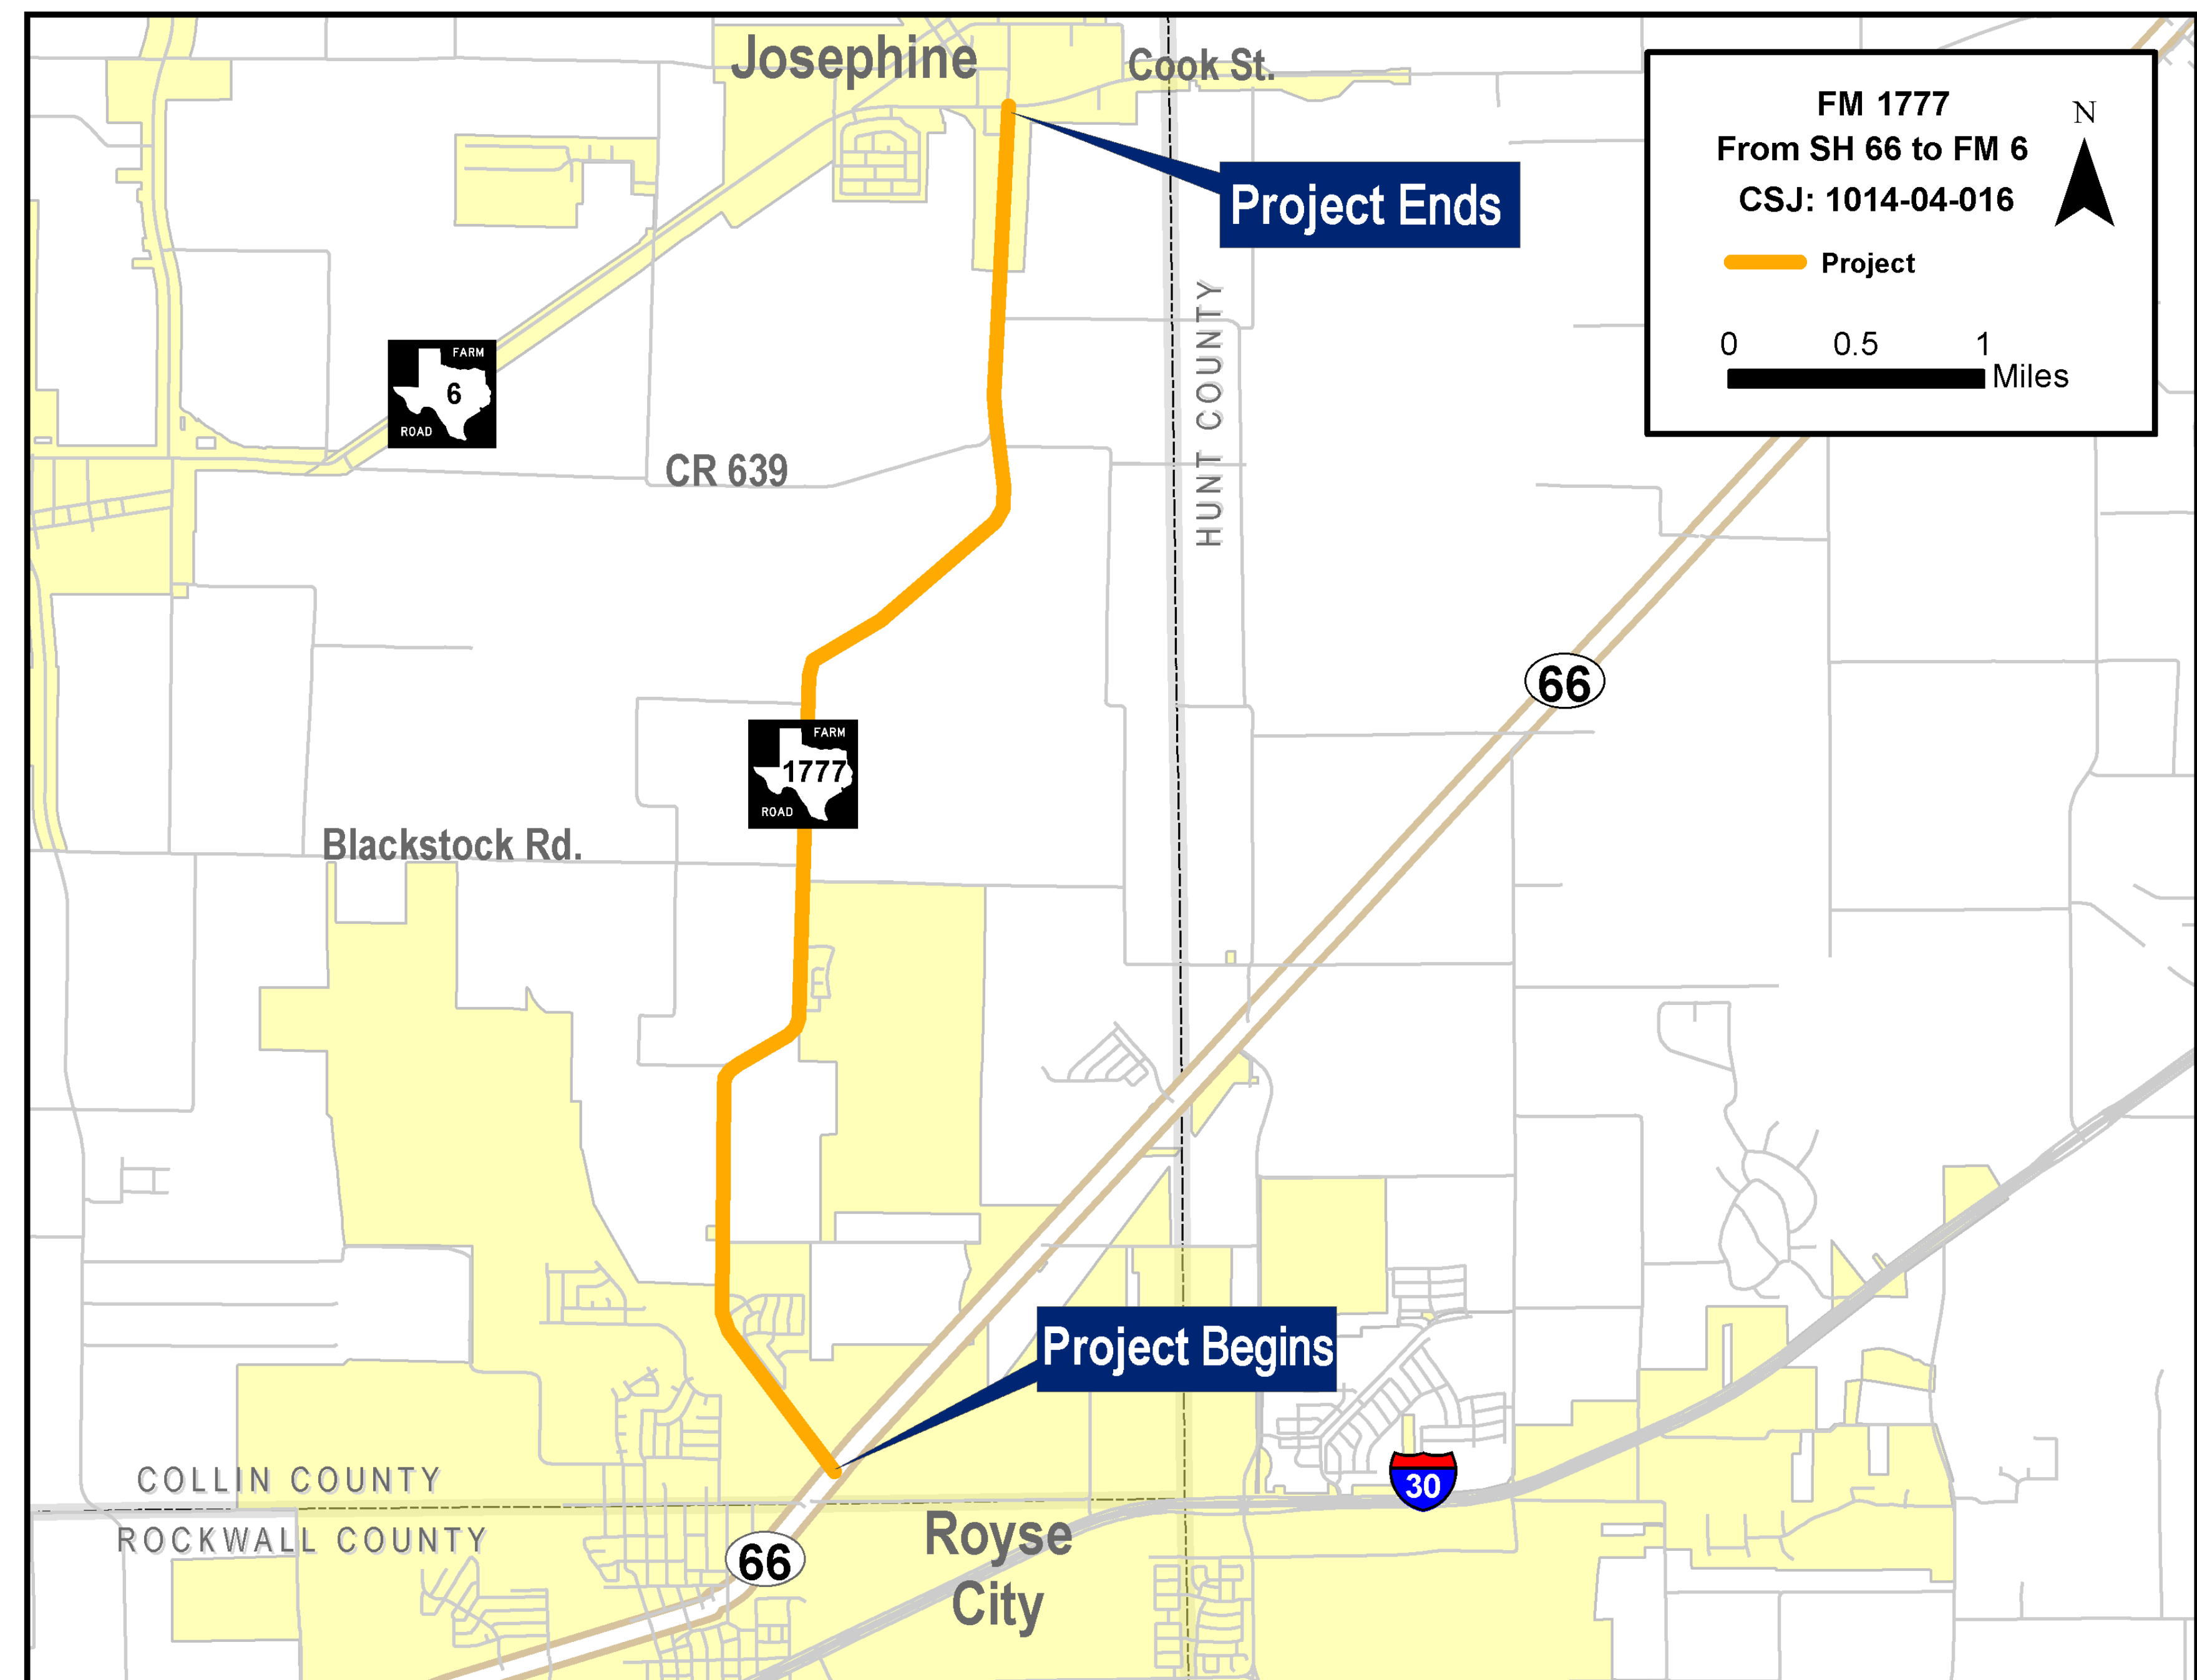 Josephine
Cook St.
FM 1777
From SH 66 to FM 6
CSJ: 1014-04-016
N
Project
0 0.5 1
Miles
Project Ends
HUNT COUNTY
FARM
6
ROAD
CR 639
66
FARM
1777
ROAD
Blackstock Rd.
Project Begins
COLLIN COUNTY
ROCKWALL COUNTY
30
Royse
City
66